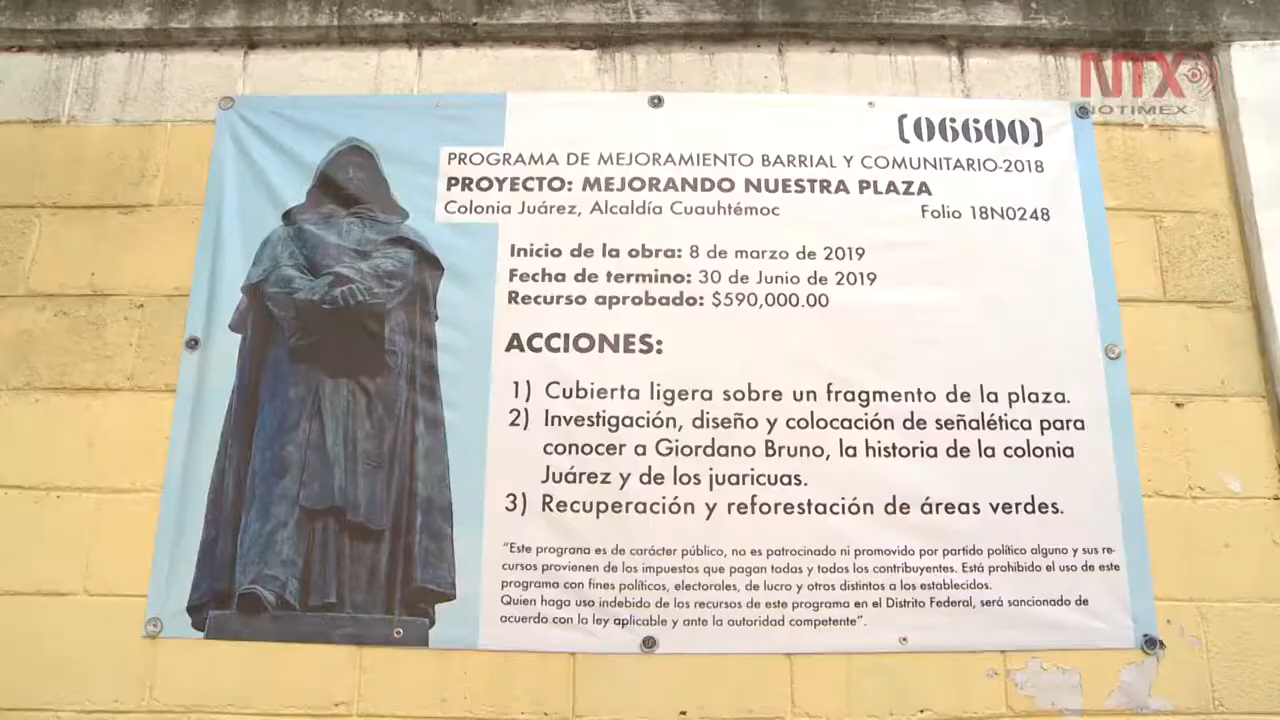 NTX
NOTIMEX
(06600)
PROGRAMA DE MEJORAMIENTO BARRIAL Y COMUNITARIO-2018
PROYECTO: MEJORANDO NUESTRA PLAZA
Colonia Juárez, Alcaldía Cuauhtémoc Folio 18N0248
Inicio de la obra: 8 de marzo de 2019
Fecha de termino: 30 de Junio de 2019
Recurso aprobado: $590,000.00
ACCIONES:
1) Cubierta ligera sobre un fragmento de la plaza.
2) Investigación, diseño y colocación de señalética para
conocer a Giordano Bruno, la historia de la colonia
Juárez y de los juaricuas.
3) Recuperación y reforestación de áreas verdes.
“Este prograna es de carácter público, no es patrocinado ni promovido por partido político alguno y sus re-
cursos provienen de los impuestos que pagan todas y todos los contribuyentes. Está prohibido el uso de este
programa con fines políticos, electorales, de lucro y otros distintos a los establecidos.
Quien haga uso indebido de los recursos de este programa en el Distrito Federal, será sancionado de
acuerdo con la ley aplicable y ante la autoridad competente”.